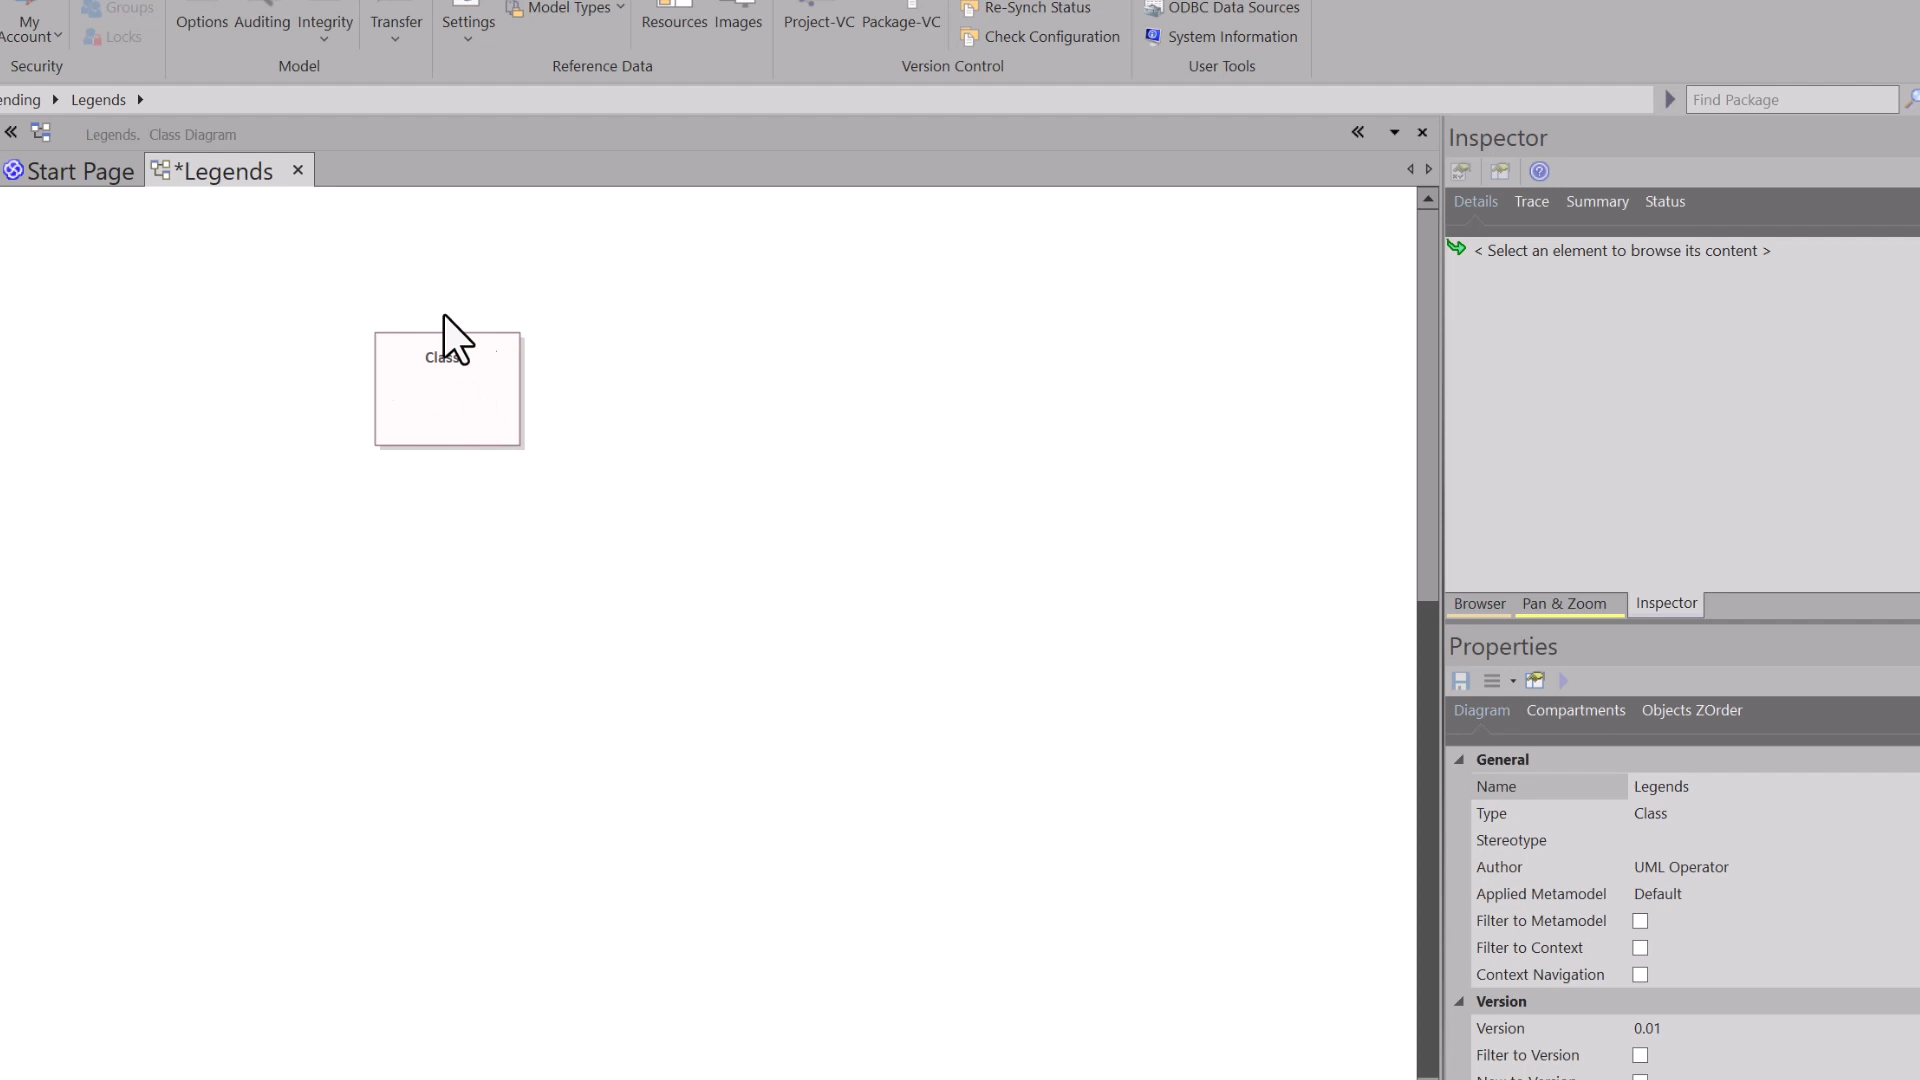 My
Account
Groups
Locks
Security
Options Auditing Integrity
Transfer
Model
Settings
Model Types
Resources Images
Reference Data
Project-VC Package-VC
Re-Synch Status
Check Configuration
Version Control
ODBC Data Sources
System Information
User Tools
ending Legends
Find Package
Legends. Class Diagram
Start Page
*Legends
Class
Inspector
Details Trace Summary Status
< Select an element to browse its content >
Browser Pan & Zoom Inspector
Properties
Diagram Compartments Objects ZOrder
General
Name Legends
Type Class
Stereotype
Author UML Operator
Applied Metamodel Default
Filter to Metamodel
Filter to Context
Context Navigation
Version
Version 0.01
Filter to Version